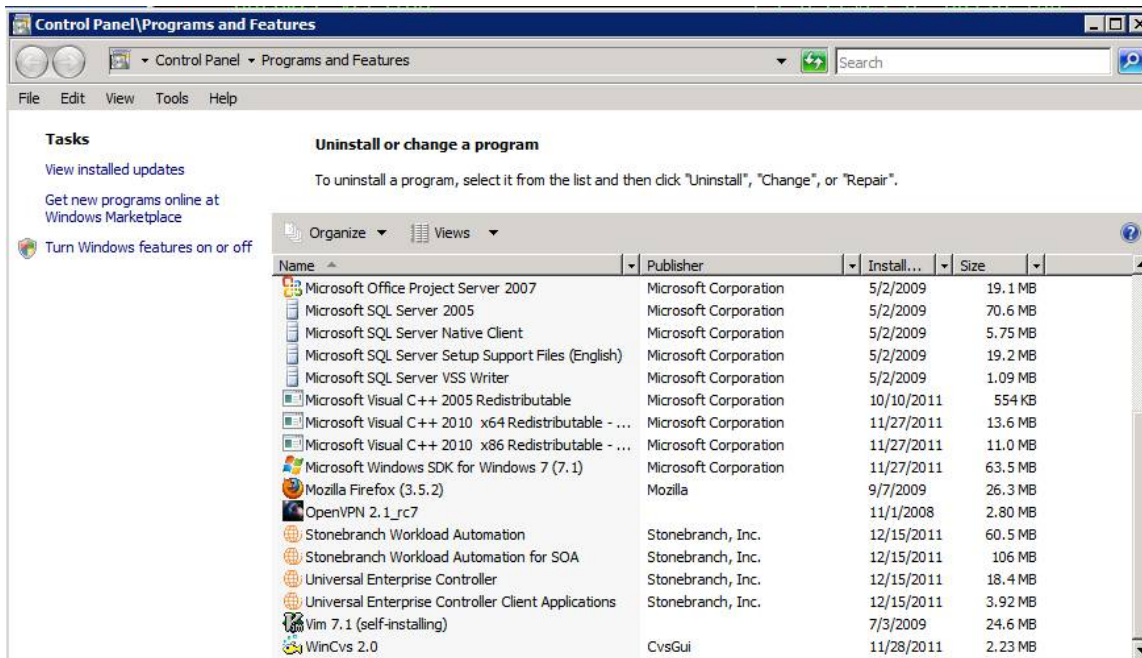 Control Panel\Programs and Features
Control Panel Programs and Features
Search
File Edit View Tools Help
Tasks
View installed updates
Get new programs online at
Windows Marketplace
Turn Windows features on or off
Uninstall or change a program
To uninstall a program, select it from the list and then click "Uninstall", "Change", or "Repair".
Organize Views
Name Publisher Install... Size
Microsoft Office Project Server 2007 Microsoft Corporation 5/2/2009 19.1 MB
Microsoft SQL Server 2005 Microsoft Corporation 5/2/2009 70.6 MB
Microsoft SQL Server Native Client Microsoft Corporation 5/2/2009 5.75 MB
Microsoft SQL Server Setup Support Files (English) Microsoft Corporation 5/2/2009 19.2 MB
Microsoft SQL Server VSS Writer Microsoft Corporation 5/2/2009 1.09 MB
Microsoft Visual C++ 2005 Redistributable Microsoft Corporation 10/10/2011 554 KB
Microsoft Visual C++ 2010 x64 Redistributable - ... Microsoft Corporation 11/27/2011 13.6 MB
Microsoft Visual C++ 2010 x86 Redistributable - ... Microsoft Corporation 11/27/2011 11.0 MB
Microsoft Windows SDK for Windows 7 (7.1) Microsoft Corporation 11/27/2011 63.5 MB
Mozilla Firefox (3.5.2) Mozilla 9/7/2009 26.3 MB
OpenVPN 2.1_rc7 11/1/2008 2.80 MB
Stonebranch Workload Automation Stonebranch, Inc. 12/15/2011 60.5 MB
Stonebranch Workload Automation for SOA Stonebranch, Inc. 12/15/2011 106 MB
Universal Enterprise Controller Stonebranch, Inc. 12/15/2011 18.4 MB
Universal Enterprise Controller Client Applications Stonebranch, Inc. 12/15/2011 3.92 MB
Vim 7.1 (self-installing) 7/3/2009 24.6 MB
WinCvs 2.0 CvsGui 11/28/2011 2.23 MB